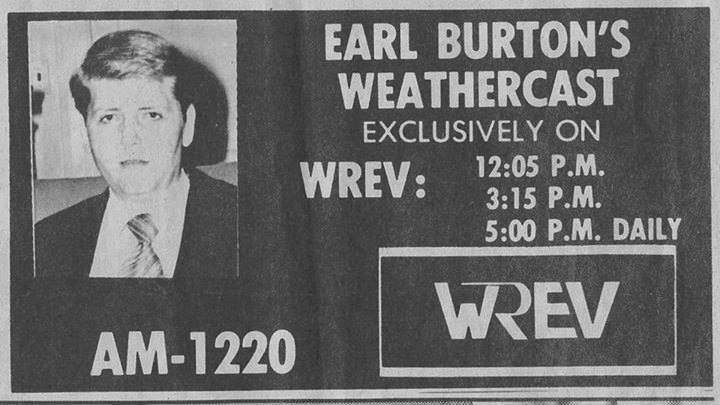 EARL BURTON'S
WEATHERCAST
EXCLUSIVELY ON
WREV: 12:05 P.M.
3:15 P.M.
5:00 P.M. DAILY
WREV
AM-1220